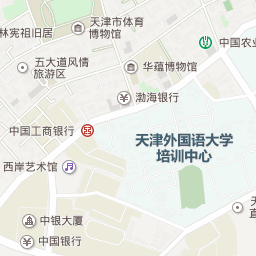 天津市体育
博物馆
林宪祖旧居
中国农业
五大道风情
旅游区
华蕴博物馆
渤海银行
中国工商银行
天津外国语大学
培训中心
西岸艺术馆
中银大厦
中国银行